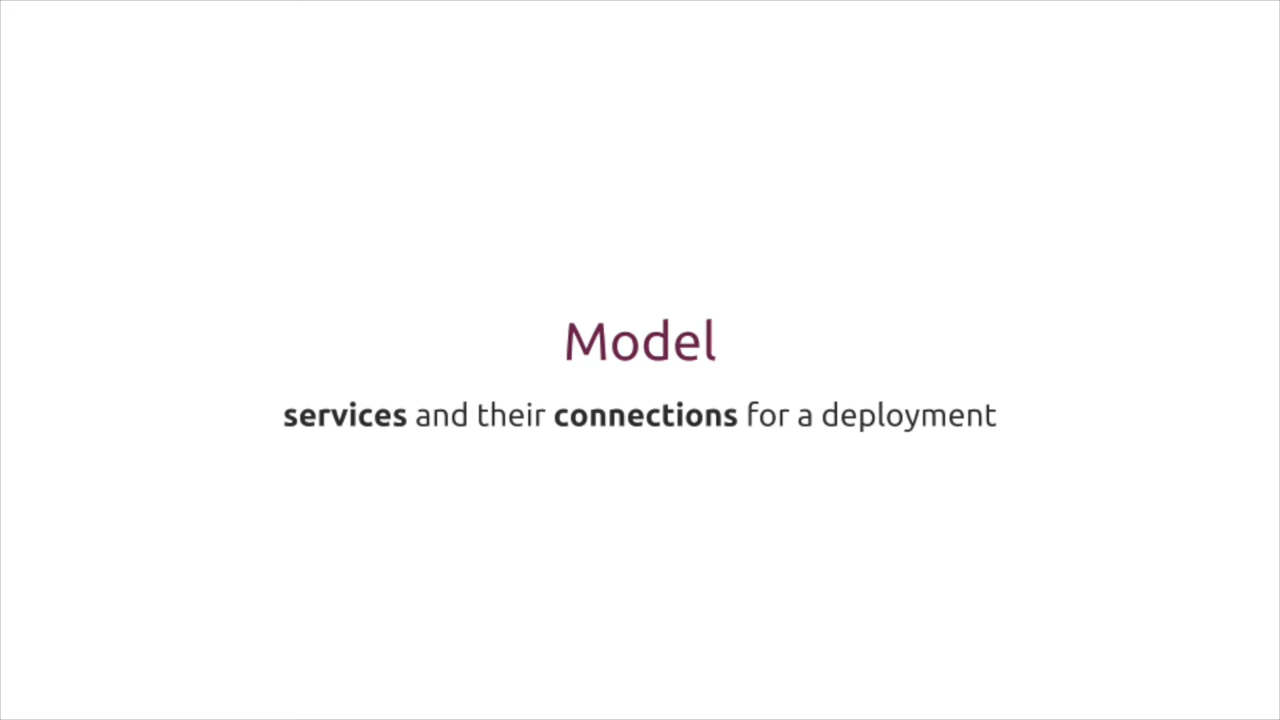 Model
services and their connections for a deployment